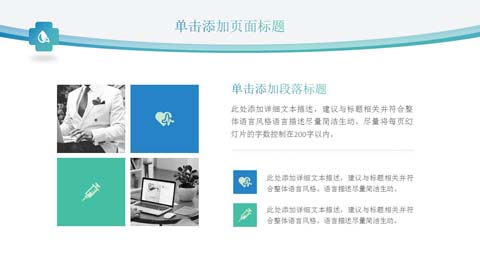 单击添加页面标题
单击添加段落标题
此处添加详细文本描述，建议与标题相关并符合整
体语言风格语言描述尽量简洁生动。尽量将每页幻
灯片的字数控制在200字以内。
此处添加详细文本描述，建议与标题相关并符
合整体语言风格，语言描述尽量简洁生动。
此处添加详细文本描述，建议与标题相关并符
合整体语言风格，语言描述尽量简洁生动。